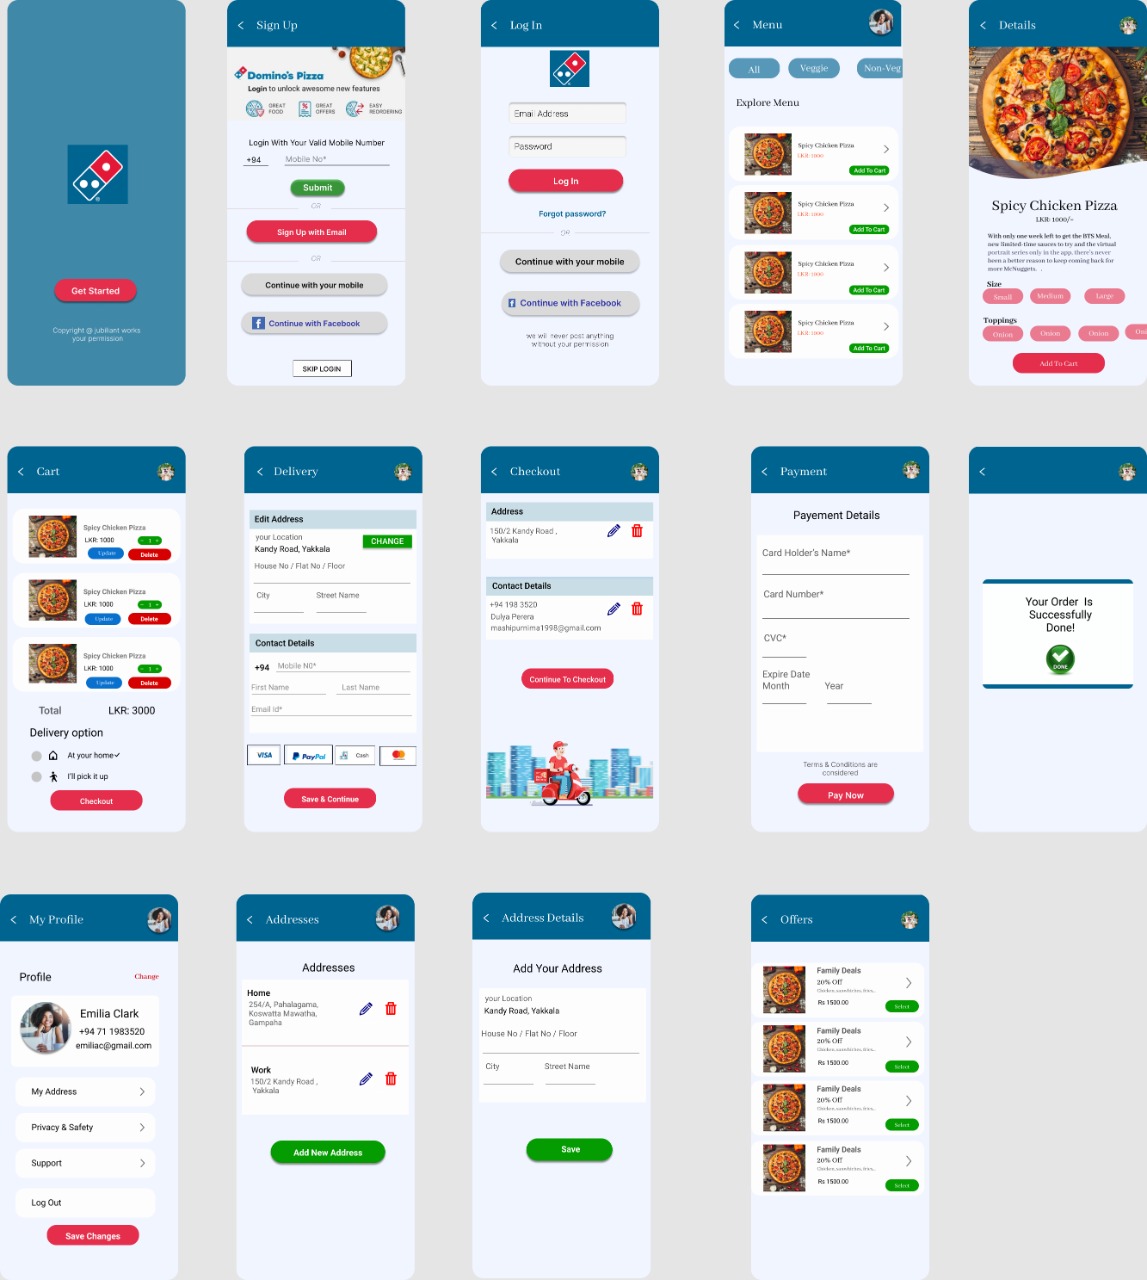 Get Started
Copyright @ jubiliant works
your permission
Sign Up
Domino's Pizza
Login to unlock awesome new features
GREAT
FOOD
GREAT
OFFERS
EASY
REORDERING
Login With Your Valid Mobile Number
+94 Mobile No*
Submit
OR
Sign Up with Email
OR
Continue with your mobile
Continue with Facebook
SKIP LOGIN
Log In
Email Address
Password
Log In
Forgot password?
OR
Continue with your mobile
Continue with Facebook
we will never post anything
without your permission
Menu
All Veggie Non-Veg
Explore Menu
Spicy Chicken Pizza
LKR: 1000
Add To Cart
Spicy Chicken Pizza
LKR: 1000
Add To Cart
Spicy Chicken Pizza
LKR: 1000
Add To Cart
Spicy Chicken Pizza
LKR: 1000
Add To Cart
Details
Spicy Chicken Pizza
LKR: 1000/=
With only one week left to get the BTS Meal,
new limited-time sauces to try and the virtual
portrait series only in the app, there's never
been a better reason to keep coming back for
more McNuggets. .
Size
Small Medium Large
Toppings
Onion Onion Onion
Add To Cart
Cart
Spicy Chicken Pizza
LKR: 1000 - 1 +
Update Delete
Spicy Chicken Pizza
LKR: 1000 - 1 +
Update Delete
Spicy Chicken Pizza
LKR: 1000 - 1 +
Update Delete
Total LKR: 3000
Delivery option
At your home
I'll pick it up
Checkout
Delivery
Edit Address
your Location
Kandy Road, Yakkala
CHANGE
House No / Flat No / Floor
City Street Name
Contact Details
+94 Mobile N0*
First Name Last Name
Email Id*
VISA PayPal Cash mastercard
Save & Continue
Checkout
Address
150/2 Kandy Road ,
Yakkala
Contact Details
+94 198 3520
Dulya Perera
mashipurnima1998@gmail.com
Continue To Checkout
Payment
Payement Details
Card Holder's Name*
Card Number*
CVC*
Expire Date
Month Year
Terms & Conditions are
considered
Pay Now
Your Order Is
Successfully
Done!
DONE
My Profile
Profile Change
Emilia Clark
+94 71 1983520
emiliac@gmail.com
My Address
Privacy & Safety
Support
Log Out
Save Changes
Addresses
Addresses
Home
254/A, Pahalagama,
Koswatta Mawatha,
Gampaha
Work
150/2 Kandy Road ,
Yakkala
Add New Address
Address Details
Add Your Address
your Location
Kandy Road, Yakkala
House No / Flat No / Floor
City Street Name
Save
Offers
Family Deals
20% Off
Rs 1500.00
Select
Family Deals
20% Off
Rs 1500.00
Select
Family Deals
20% Off
Rs 1500.00
Select
Family Deals
20% Off
Rs 1500.00
Select